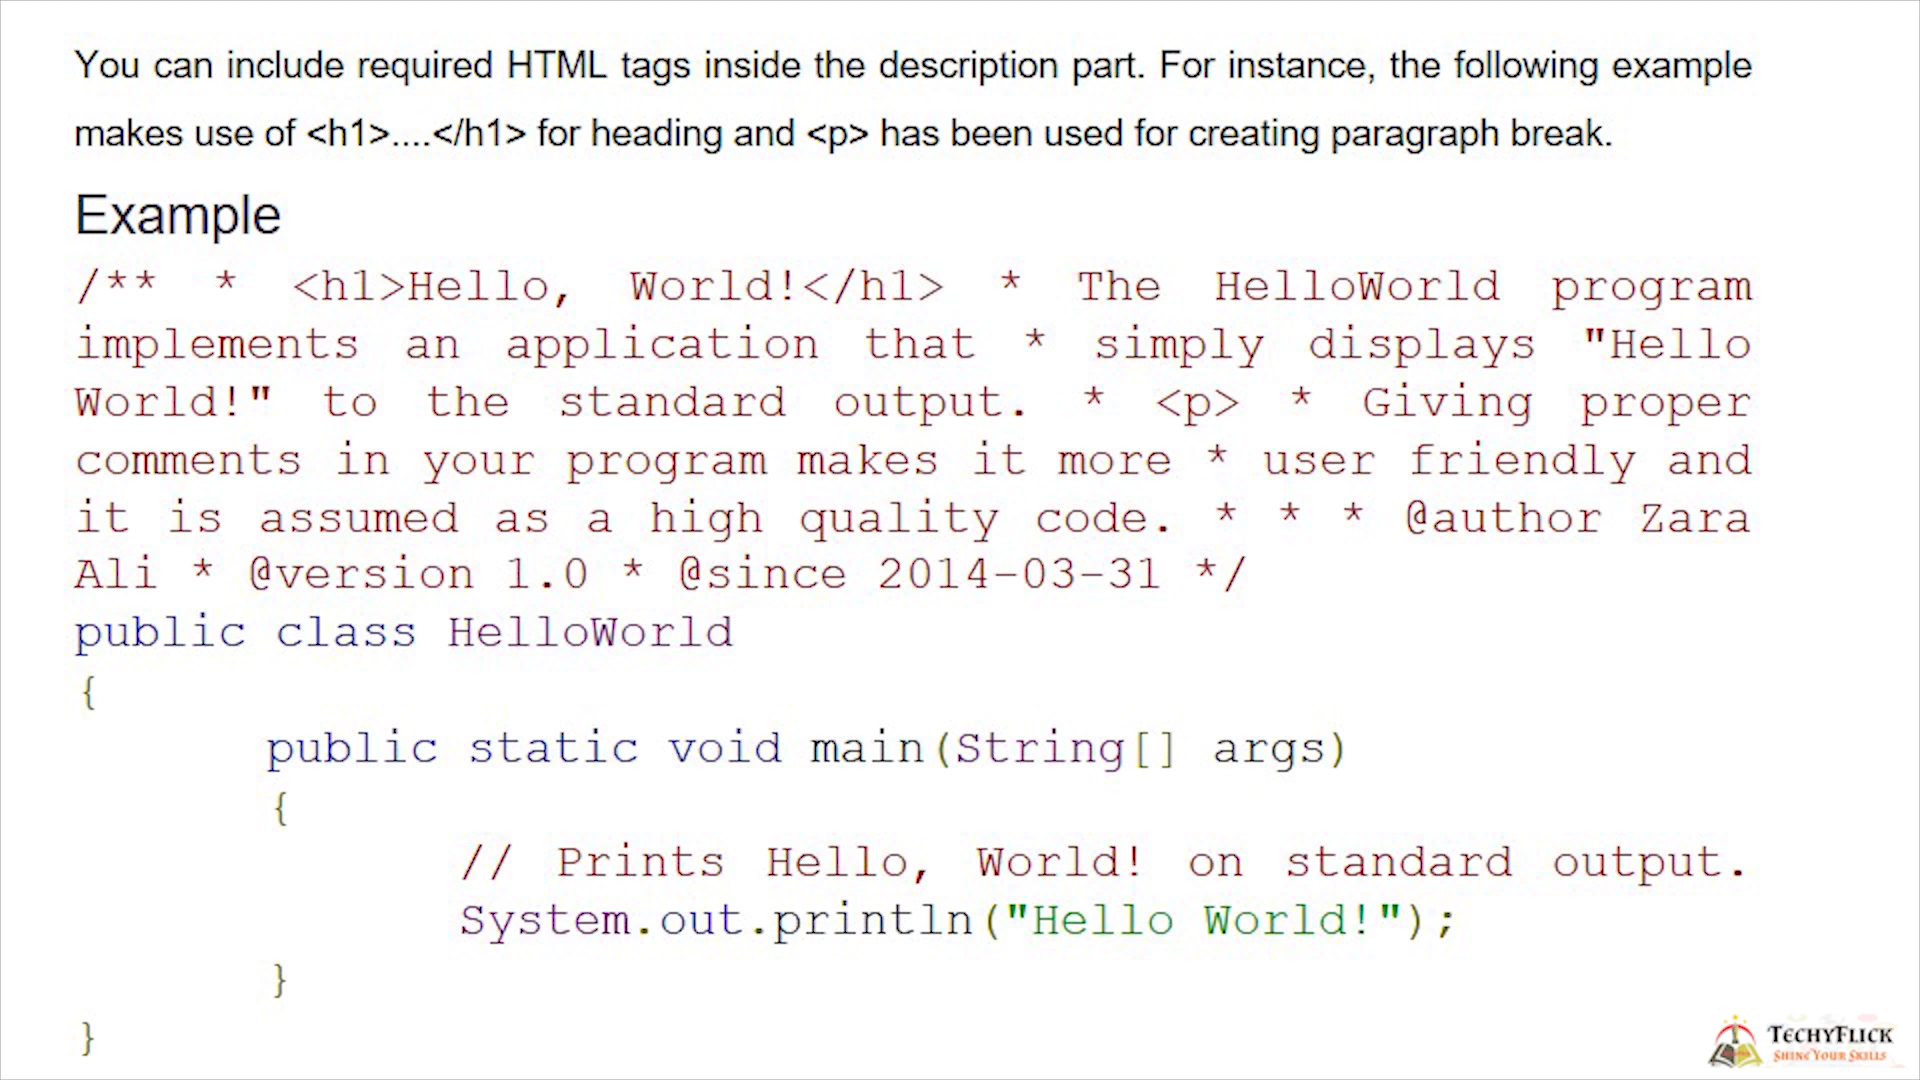 You can include required HTML tags inside the description part. For instance, the following example
makes use of <h1>....</h1> for heading and <p> has been used for creating paragraph break.
Example
/** * <h1>Hello, World!</h1> * The HelloWorld program
implements an application that * simply displays "Hello
World!" to the standard output. * <p> * Giving proper
comments in your program makes it more * user friendly and
it is assumed as a high quality code. * * * @author Zara
Ali * @version 1.0 * @since 2014-03-31 */
public class HelloWorld
{
public static void main(String[] args)
{
// Prints Hello, World! on standard output.
System.out.println("Hello World!");
}
}
TECHYFLICK
SHINE YOUR SKILLS